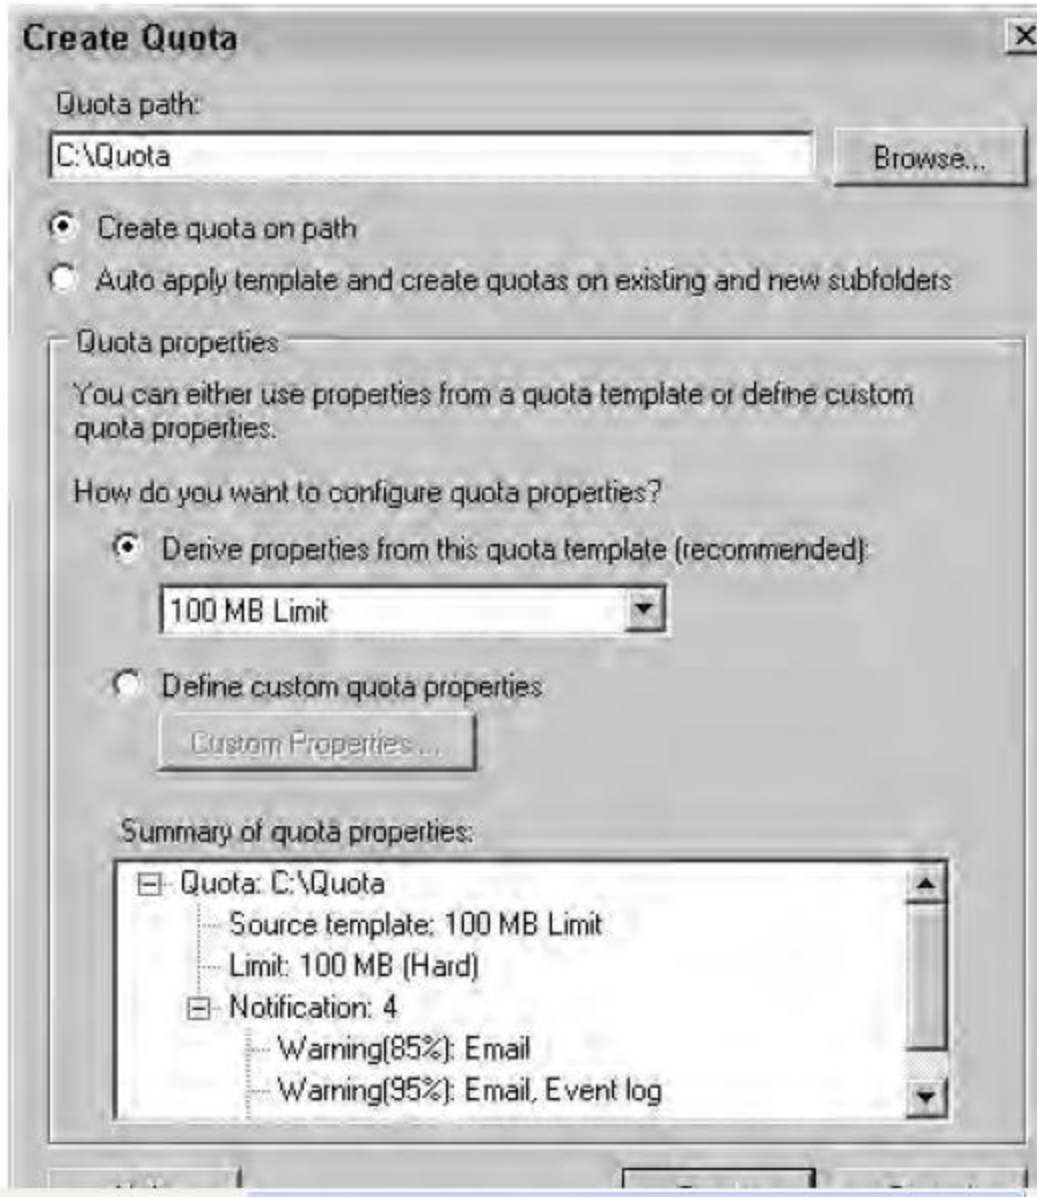 Create Quota
Quota path:
C:\Quota
Browse...
Create quota on path
Auto apply template and create quotas on existing and new subfolders
Quota properties
You can either use properties from a quota template or define custom
quota properties.
How do you want to configure quota properties?
Derive properties from this quota template (recommended):
100 MB Limit
Define custom quota properties
Custom Properties ...
Summary of quota properties:
Quota: C:\Quota
Source template: 100 MB Limit
Limit: 100 MB (Hard)
Notification: 4
Warning(85%): Email
Warning(95%): Email, Event log